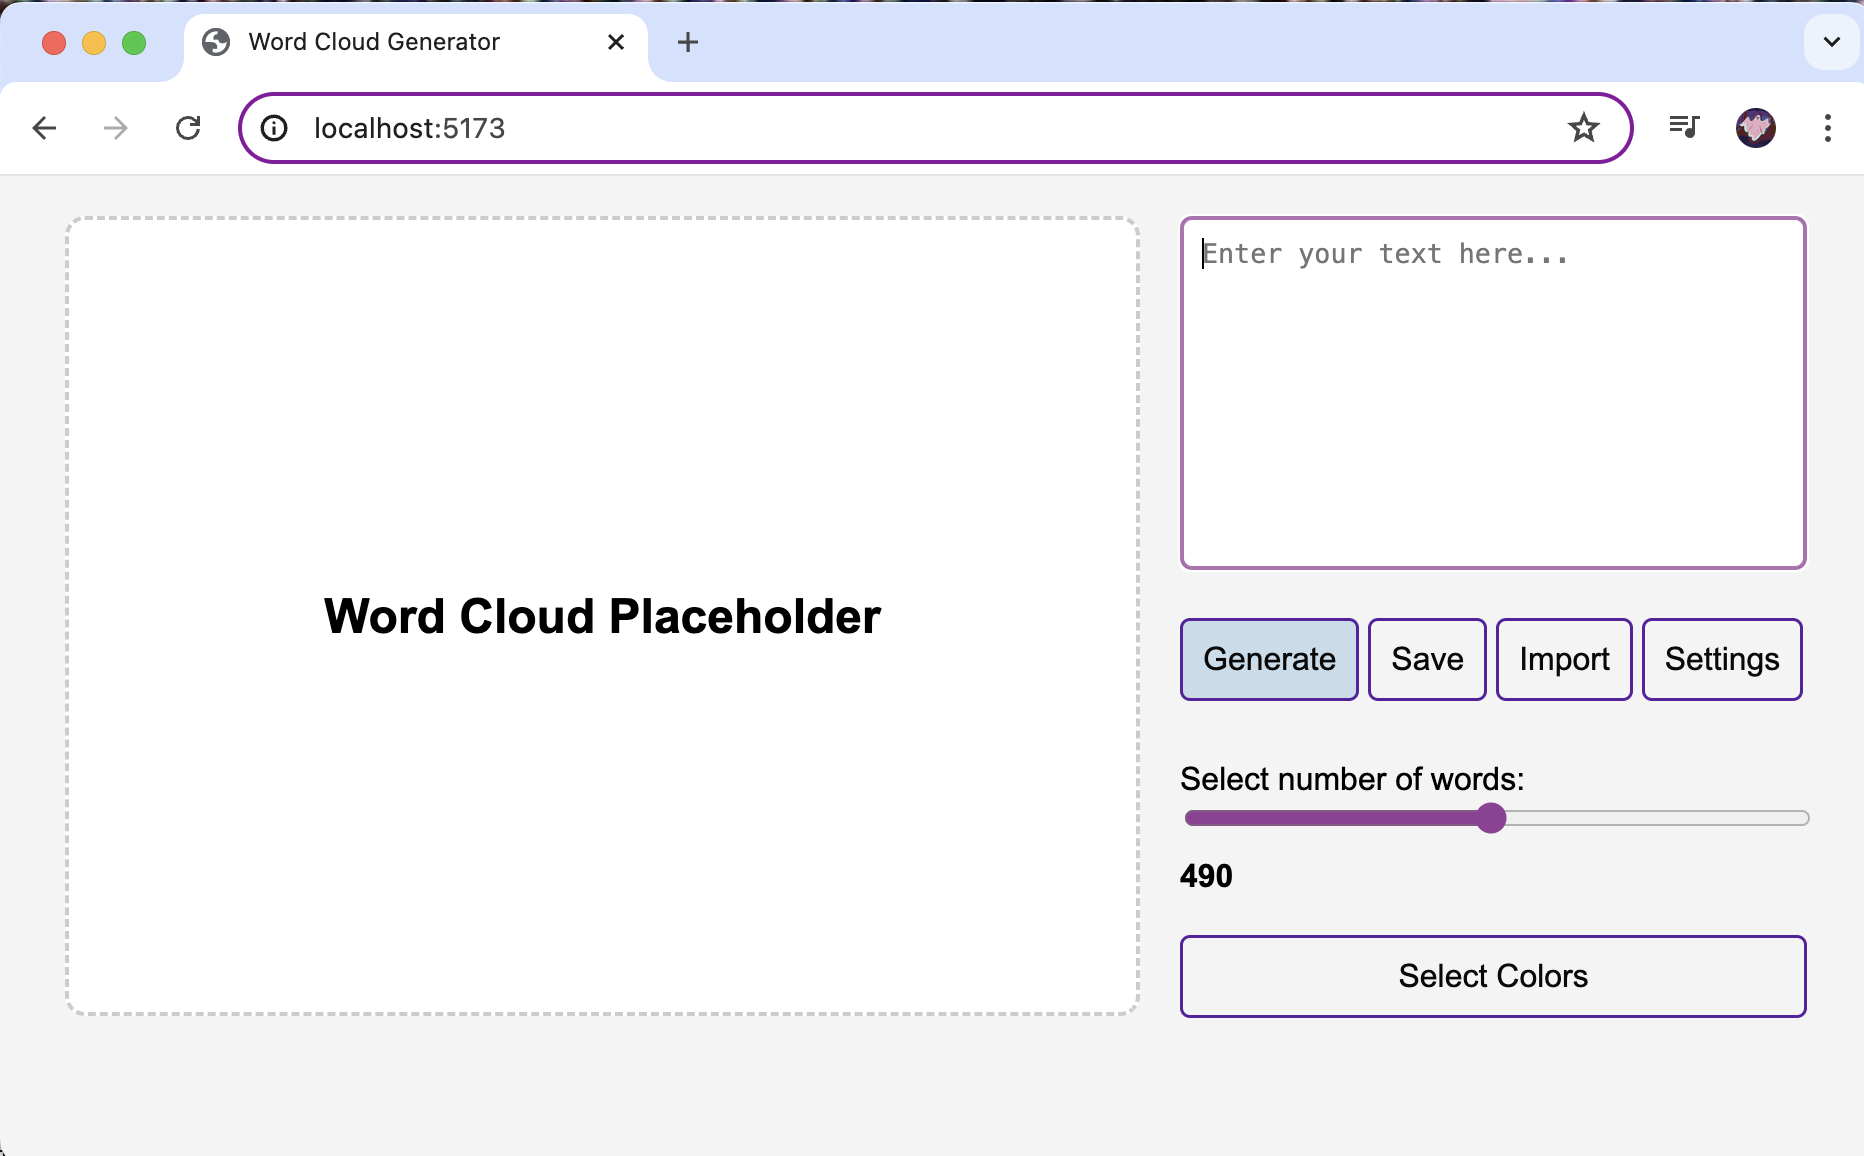 Word Cloud Generator
localhost:5173
Enter your text here...
Word Cloud Placeholder
Generate Save Import Settings
Select number of words:
490
Select Colors